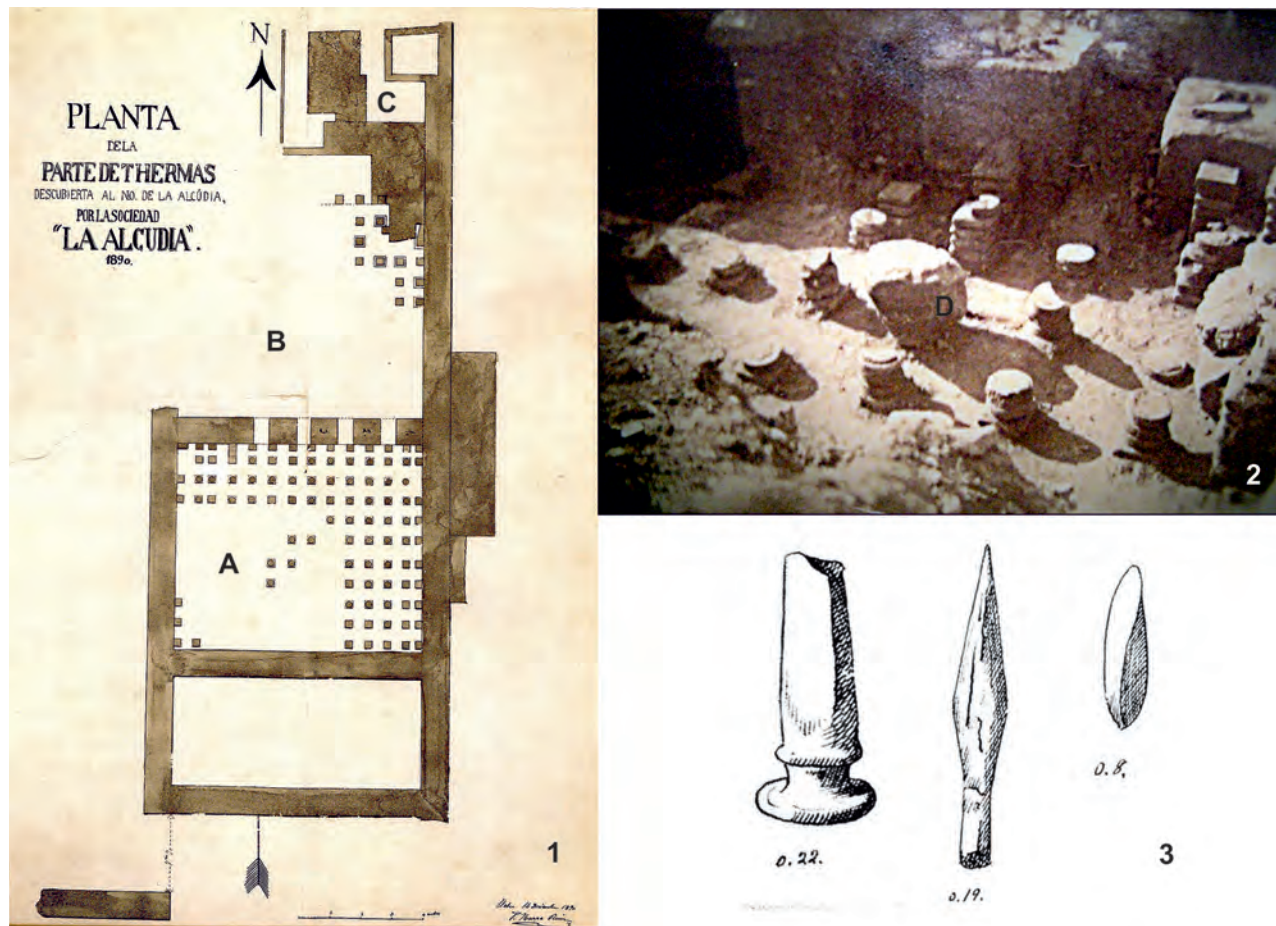 N
PLANTA
DE LA
PARTE DE THERMAS
DESCUBIERTA AL NO. DE LA ALCÚDIA,
POR LA SOCIEDAD
"LA ALCUDIA".
1890.
C
B
A
1
D
2
0.22.
0.19.
0.8.
3